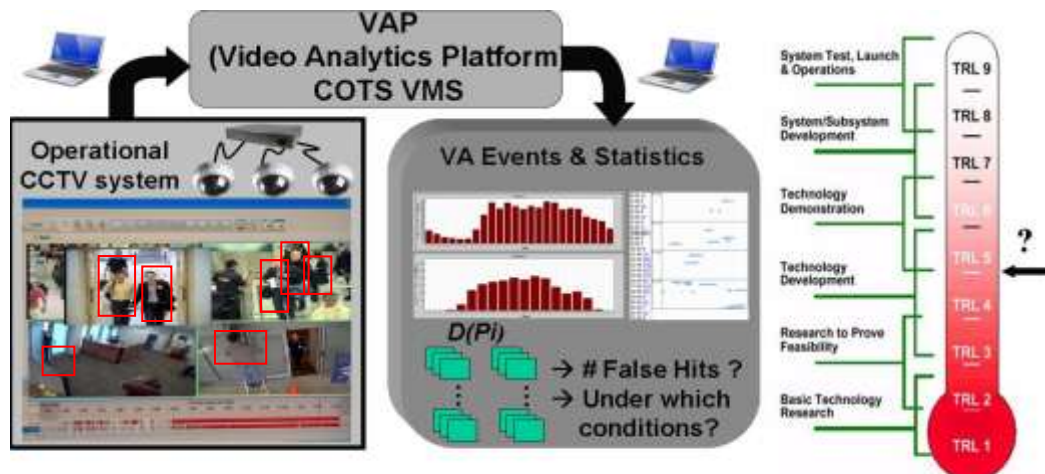 VAP
(Video Analytics Platform
COTS VMS
Operational
CCTV system
VA Events & Statistics
D(Pi)
→ # False Hits ?
→ Under which
conditions?
System Test, Launch
& Operations
System/Subsystem
Development
Technology
Demonstration
Technology
Development
Research to Prove
Feasibility
Basic Technology
Research
TRL 9
TRL 8
TRL 7
TRL 6
TRL 5
TRL 4
TRL 3
TRL 2
TRL 1
?